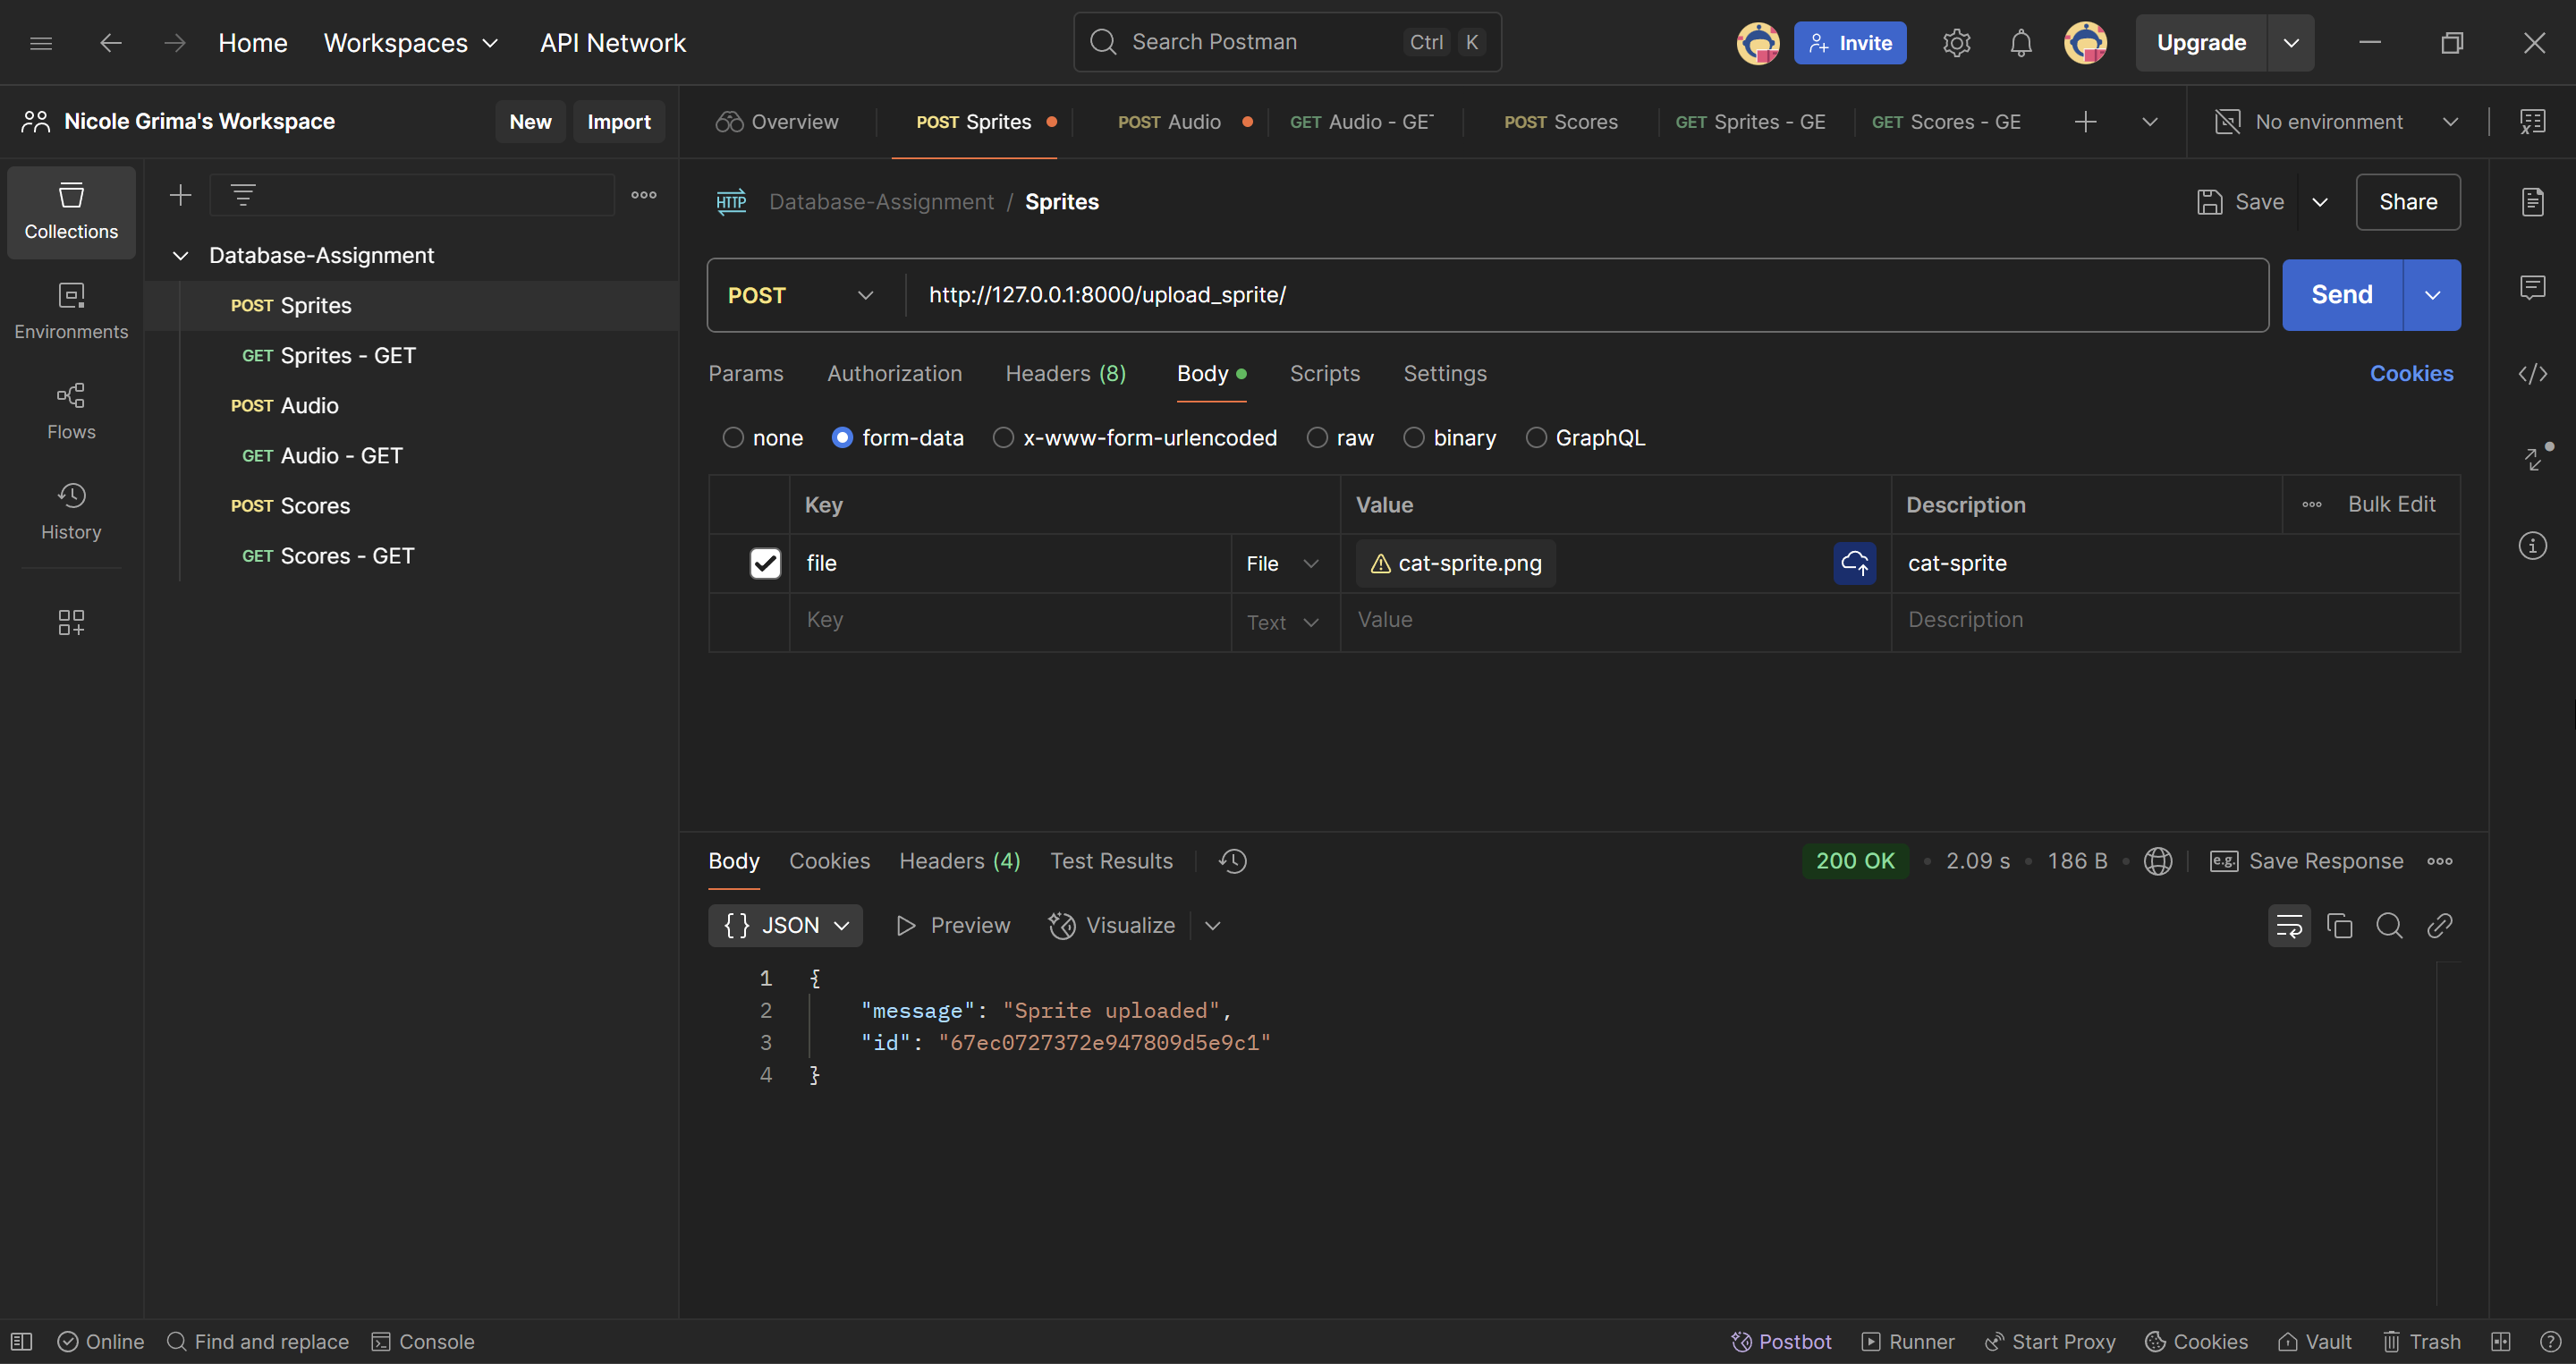 Home Workspaces API Network Search Postman Ctrl K Invite Upgrade
Nicole Grima's Workspace New Import Overview POST Sprites POST Audio GET Audio - GET POST Scores GET Sprites - GE GET Scores - GE No environment
Collections
Environments
Flows
History
Database-Assignment
POST Sprites
GET Sprites - GET
POST Audio
GET Audio - GET
POST Scores
GET Scores - GET
HTTP Database-Assignment / Sprites Save Share
POST http://127.0.0.1:8000/upload_sprite/ Send
Params Authorization Headers (8) Body Scripts Settings Cookies
none form-data x-www-form-urlencoded raw binary GraphQL
Key Value Description Bulk Edit
file File cat-sprite.png cat-sprite
Key Text Value Description
Body Cookies Headers (4) Test Results 200 OK 2.09 s 186 B e.g. Save Response
{} JSON Preview Visualize
1 {
2 "message": "Sprite uploaded",
3 "id": "67ec0727372e947809d5e9c1"
4 }
Online Find and replace Console Postbot Runner Start Proxy Cookies Vault Trash